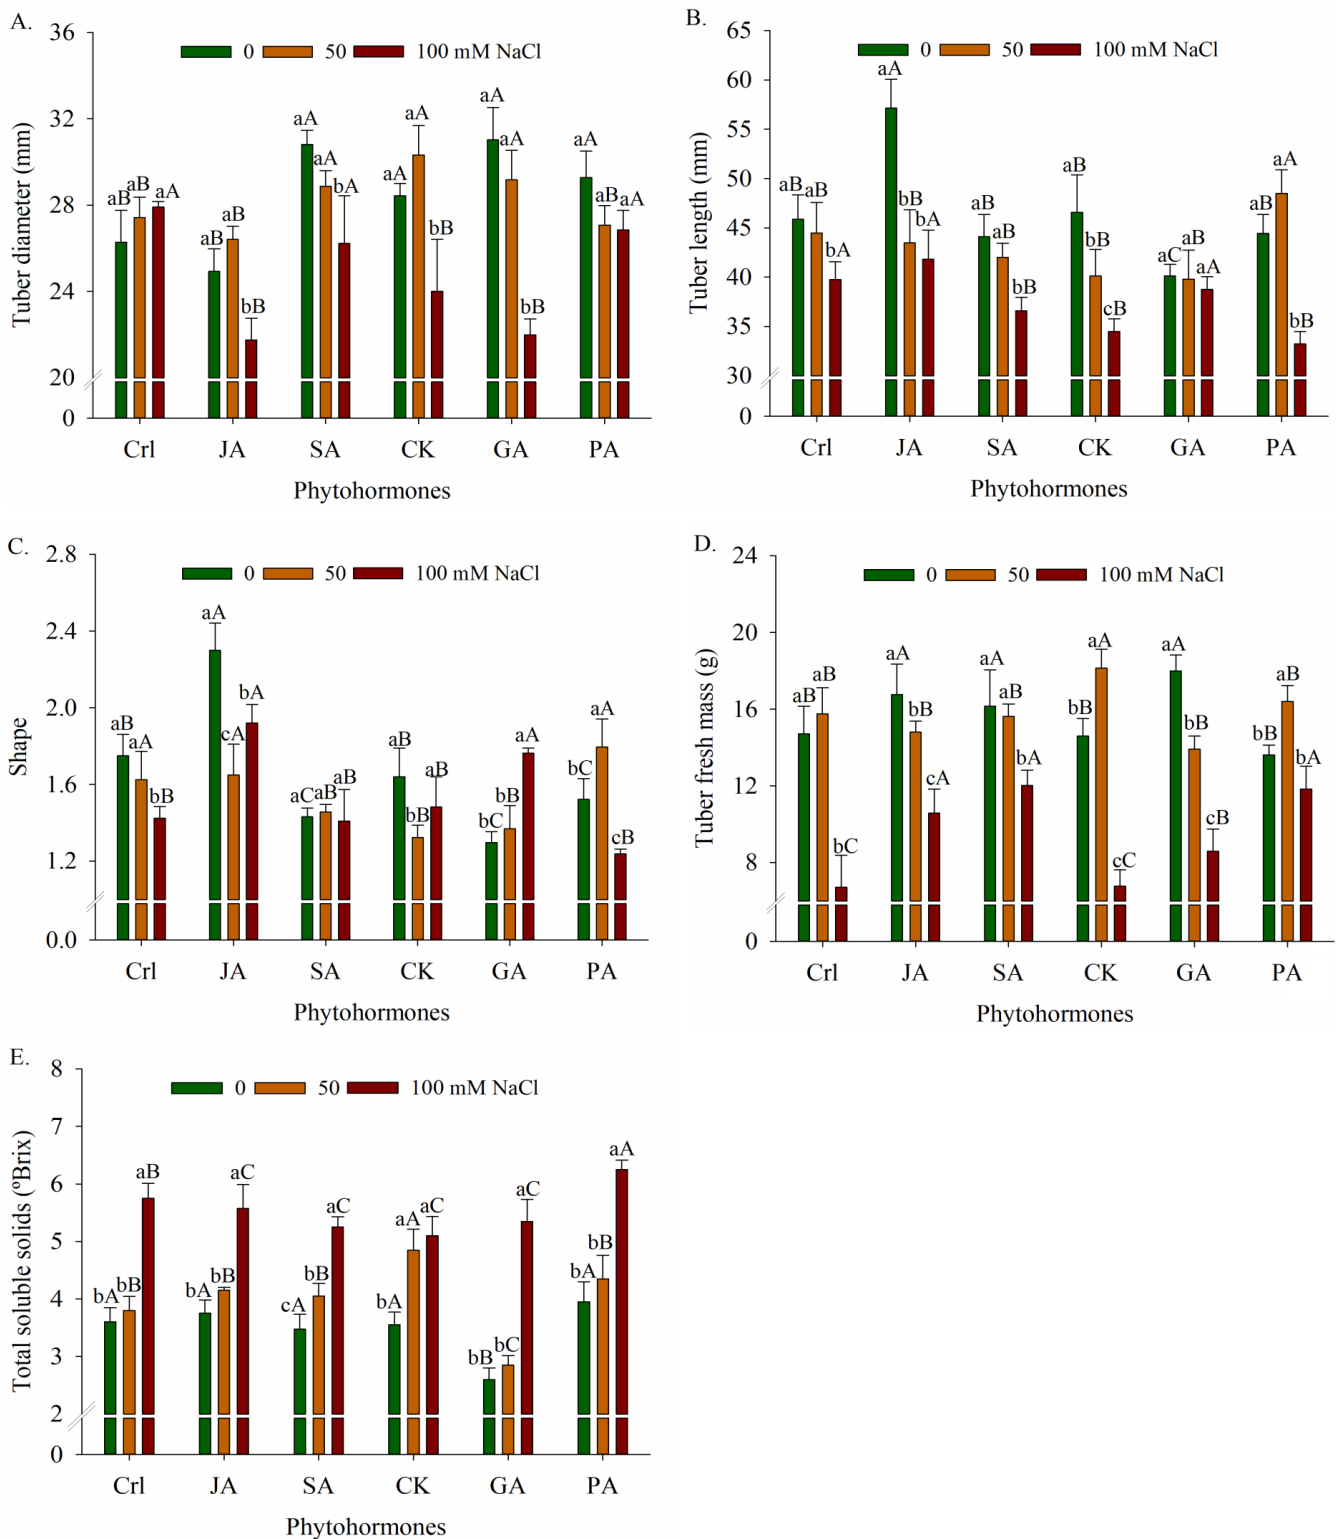 A.
36
32
28
24
20
0
Tuber diameter (mm)
0 50 100 mM NaCl
aB aB aA
aB aB bB
aA aA bA
aA aA bB
aA aA bB
aA aB aA
Crl JA SA CK GA PA
Phytohormones
B.
65
60
55
50
45
40
35
30
0
Tuber length (mm)
0 50 100 mM NaCl
aB aB bA
aA bB bA
aB aB bB
aB bB cB
aC aB aA
aB aA bB
Crl JA SA CK GA PA
Phytohormones
C.
2.8
2.4
2.0
1.6
1.2
0.0
Shape
0 50 100 mM NaCl
aB aA bB
aA cA bA
aC aB aB
aB bB aB
bC bB aA
bC aA cB
Crl JA SA CK GA PA
Phytohormones
D.
24
20
16
12
8
0
Tuber fresh mass (g)
0 50 100 mM NaCl
aB aB bC
aA bB cA
aA aB bA
bB aA cC
aA bB cB
bB aB bA
Crl JA SA CK GA PA
Phytohormones
E.
8
7
6
5
4
3
2
0
Total soluble solids (ºBrix)
0 50 100 mM NaCl
bA bB aB
bA bB aC
cA bB aC
bA aA aC
bB bC aC
bA bB aA
Crl JA SA CK GA PA
Phytohormones